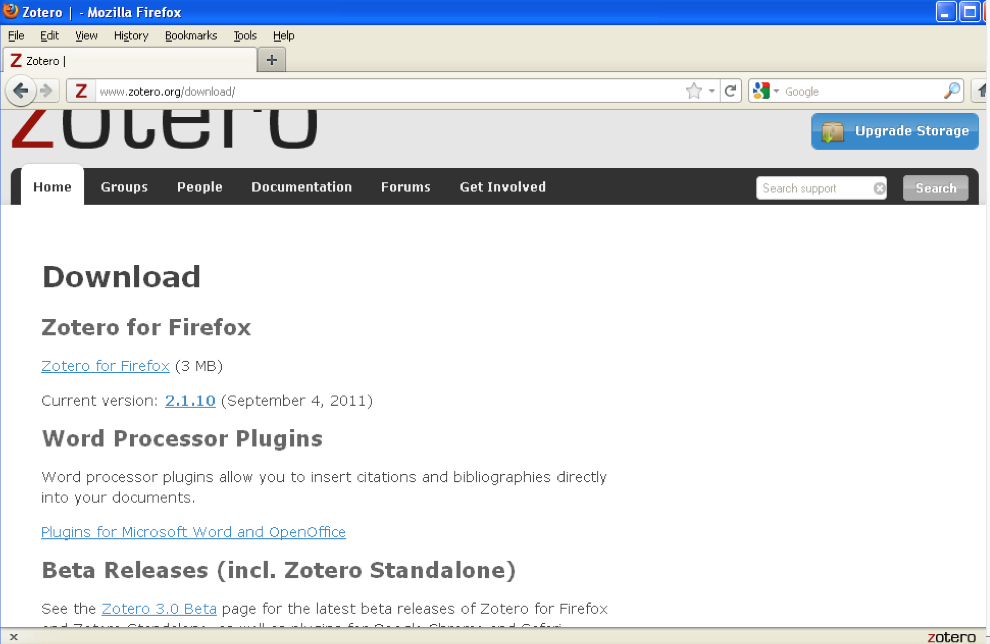 Zotero | - Mozilla Firefox
File Edit View History Bookmarks Tools Help
Z Zotero | +
Z www.zotero.org/download/ Google
zotero
Upgrade Storage
Home Groups People Documentation Forums Get Involved Search support Search
Download
Zotero for Firefox
Zotero for Firefox (3 MB)
Current version: 2.1.10 (September 4, 2011)
Word Processor Plugins
Word processor plugins allow you to insert citations and bibliographies directly
into your documents.
Plugins for Microsoft Word and OpenOffice
Beta Releases (incl. Zotero Standalone)
See the Zotero 3.0 Beta page for the latest beta releases of Zotero for Firefox
and Zotero Standalone, as well as plugins for Google Chrome and Safari.
x zotero